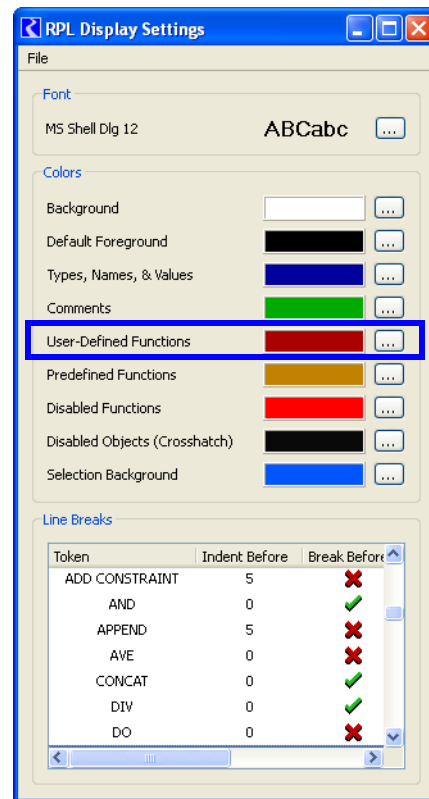 RPL Display Settings
File
Font
MS Shell Dlg 12 ABCabc ...
Colors
Background ...
Default Foreground ...
Types, Names, & Values ...
Comments ...
User-Defined Functions ...
Predefined Functions ...
Disabled Functions ...
Disabled Objects (Crosshatch) ...
Selection Background ...
Line Breaks
Token Indent Before Break Before
ADD CONSTRAINT 5
AND 0
APPEND 5
AVE 0
CONCAT 0
DIV 0
DO 0